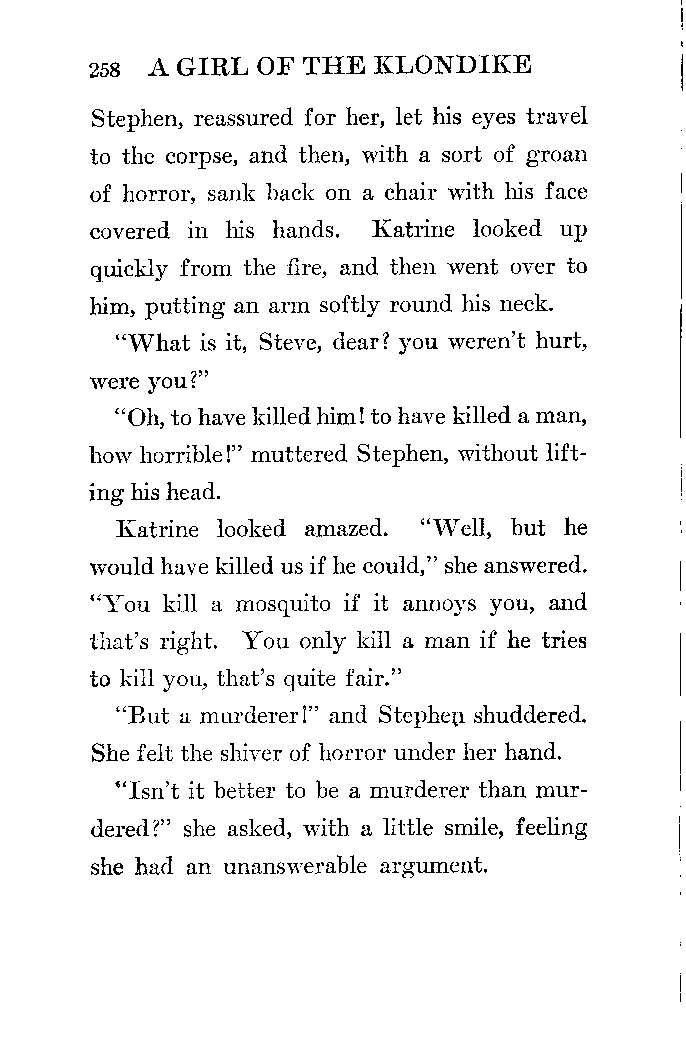 258 A GIRL OF THE KLONDIKE
Stephen, reassured for her, let his eyes travel
to the corpse, and then, with a sort of groan
of horror, sank back on a chair with his face
covered in his hands. Katrine looked up
quickly from the fire, and then went over to
him, putting an arm softly round his neck.
“What is it, Steve, dear? you weren’t hurt,
were you?”
“Oh, to have killed him! to have killed a man,
how horrible!” muttered Stephen, without lift-
ing his head.
Katrine looked amazed. “Well, but he
would have killed us if he could,” she answered.
“You kill a mosquito if it annoys you, and
that’s right. You only kill a man if he tries
to kill you, that’s quite fair.”
“But a murderer!” and Stephen shuddered.
She felt the shiver of horror under her hand.
“Isn’t it better to be a murderer than mur-
dered?” she asked, with a little smile, feeling
she had an unanswerable argument.